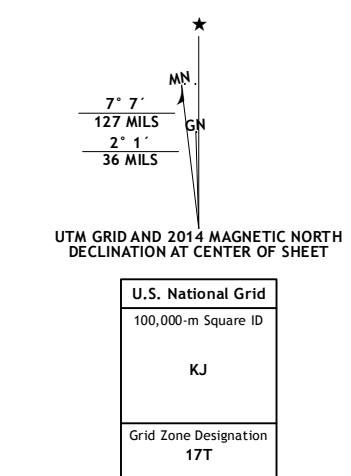 ★
MN
7° 7´
127 MILS
GN
2° 1´
36 MILS
UTM GRID AND 2014 MAGNETIC NORTH
DECLINATION AT CENTER OF SHEET
U.S. National Grid
100,000-m Square ID
KJ
Grid Zone Designation
17T